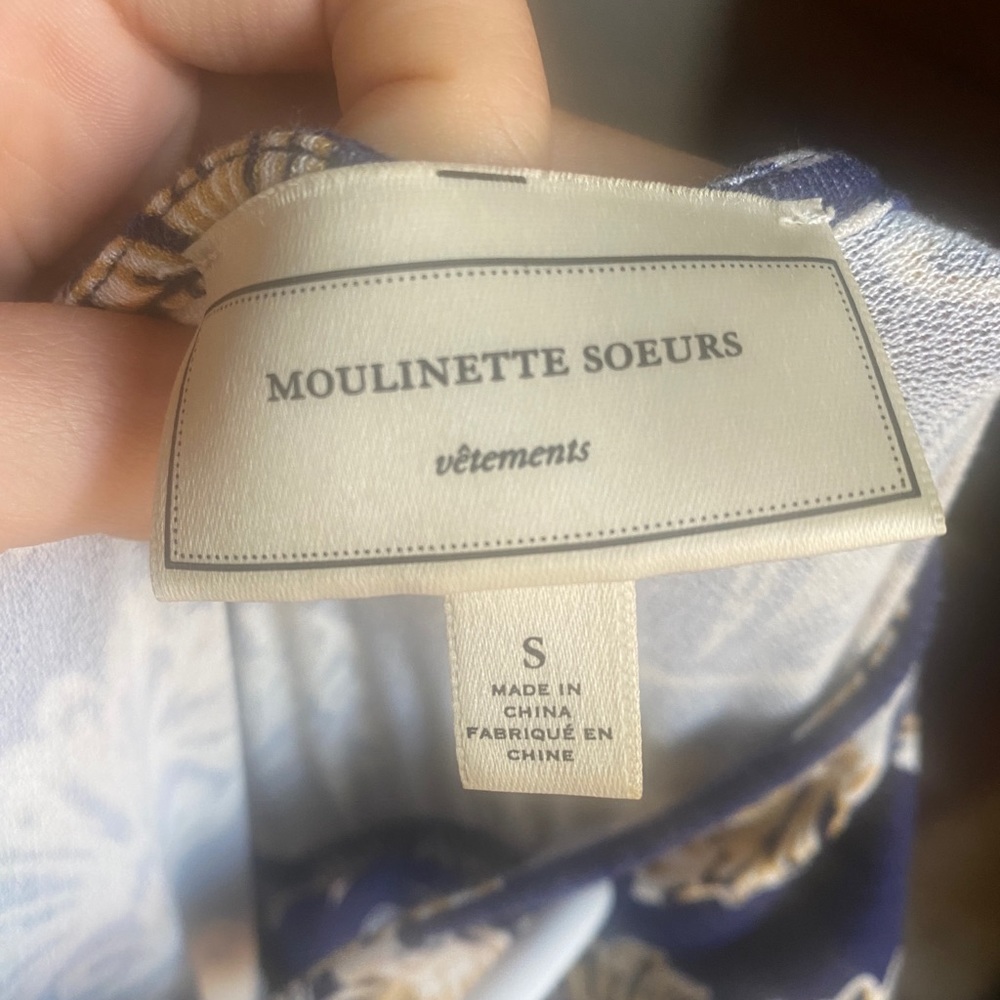 MOULINETTE SOEURS
vêtements
S
MADE IN
CHINA
FABRIQUÉ EN
CHINE